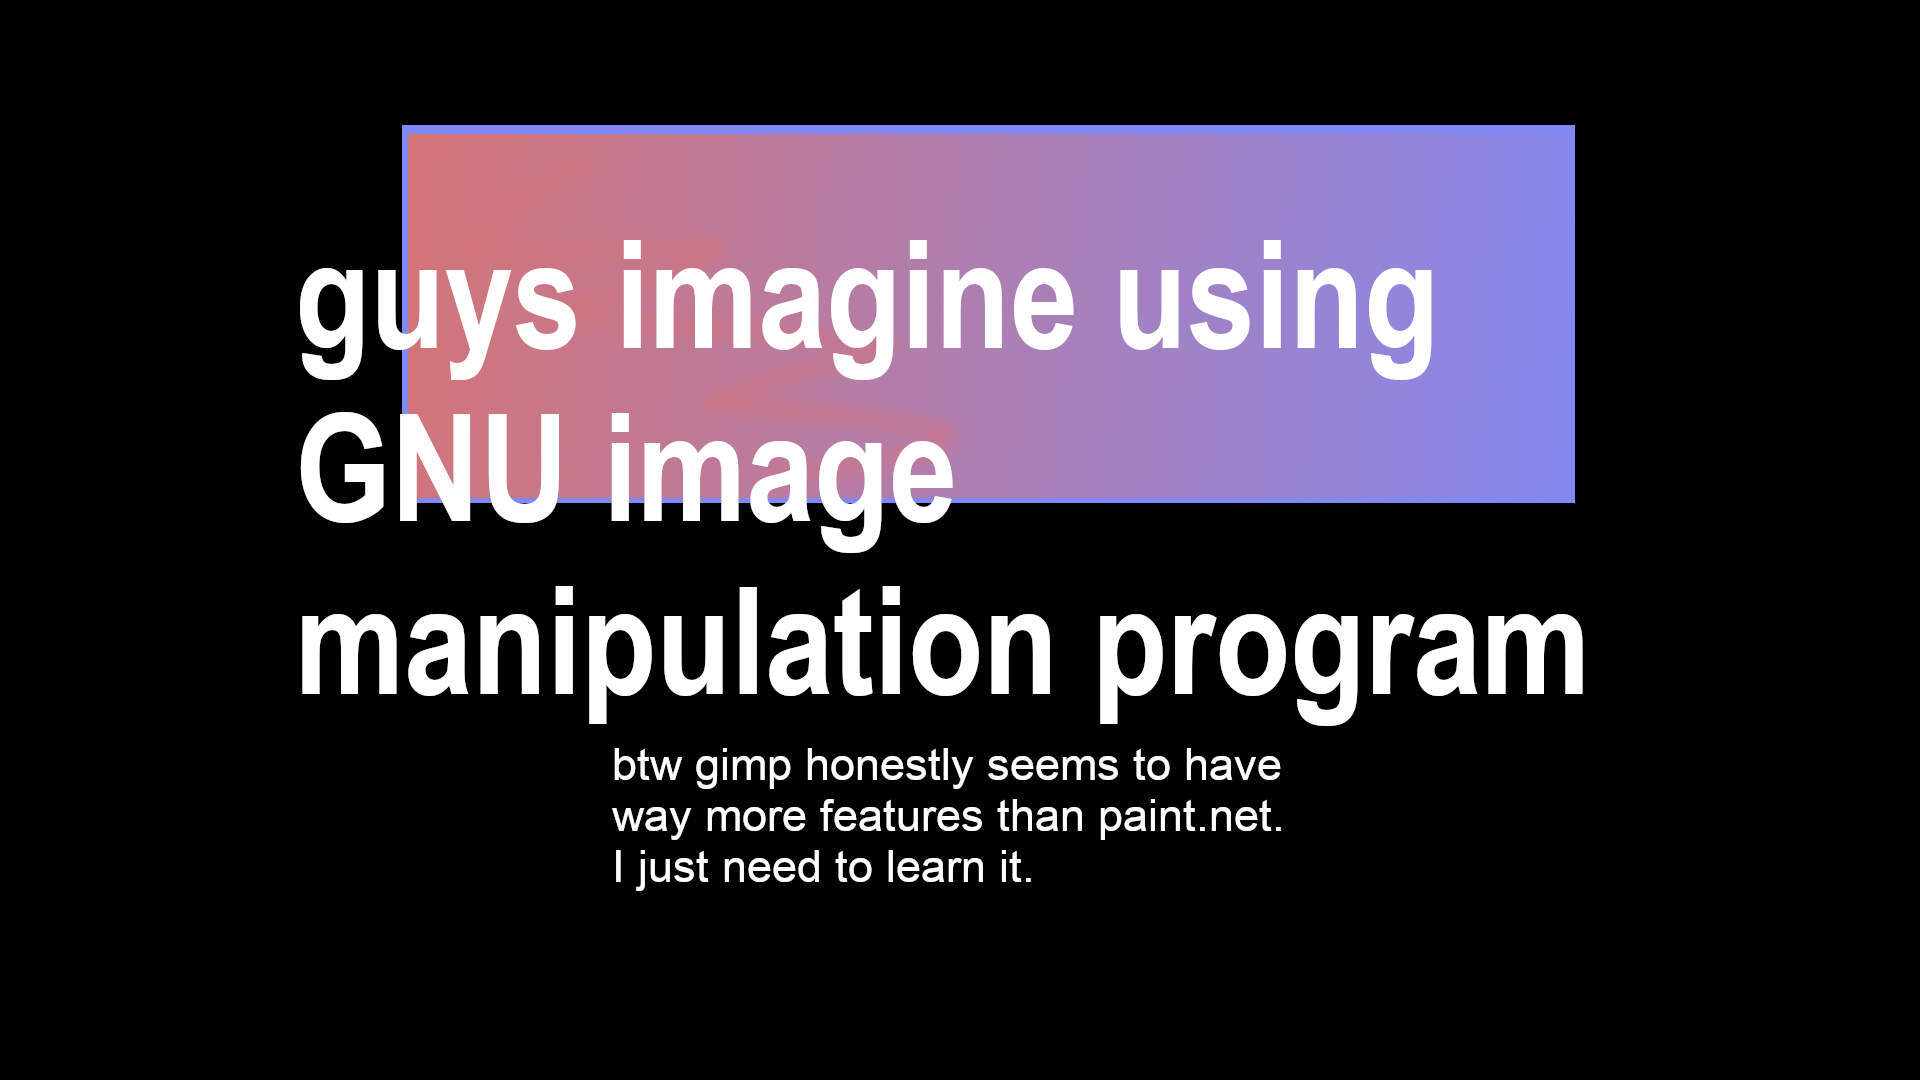 guys imagine using
GNU image
manipulation program
btw gimp honestly seems to have
way more features than paint.net.
I just need to learn it.